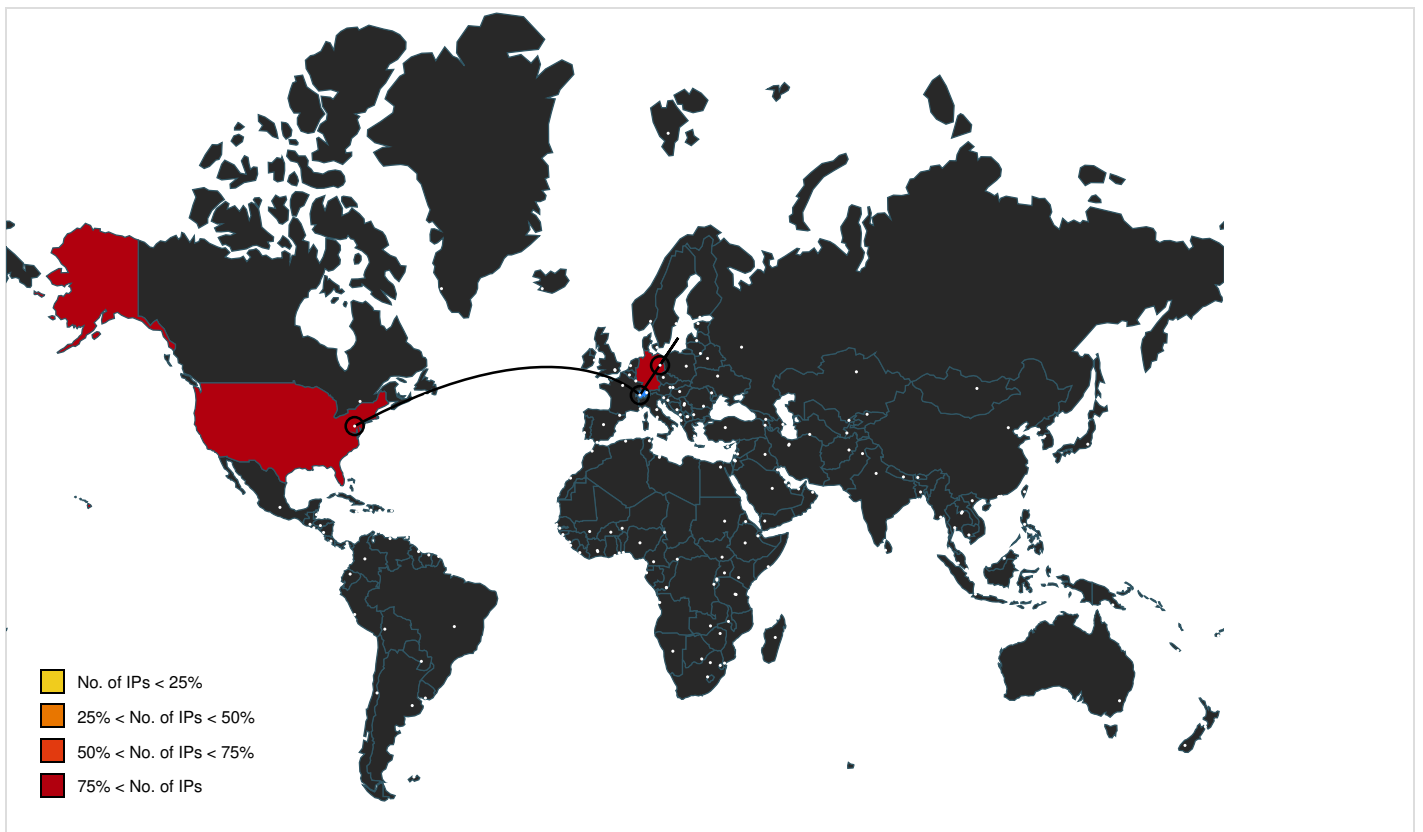 No. of IPs < 25%
25% < No. of IPs < 50%
50% < No. of IPs < 75%
75% < No. of IPs